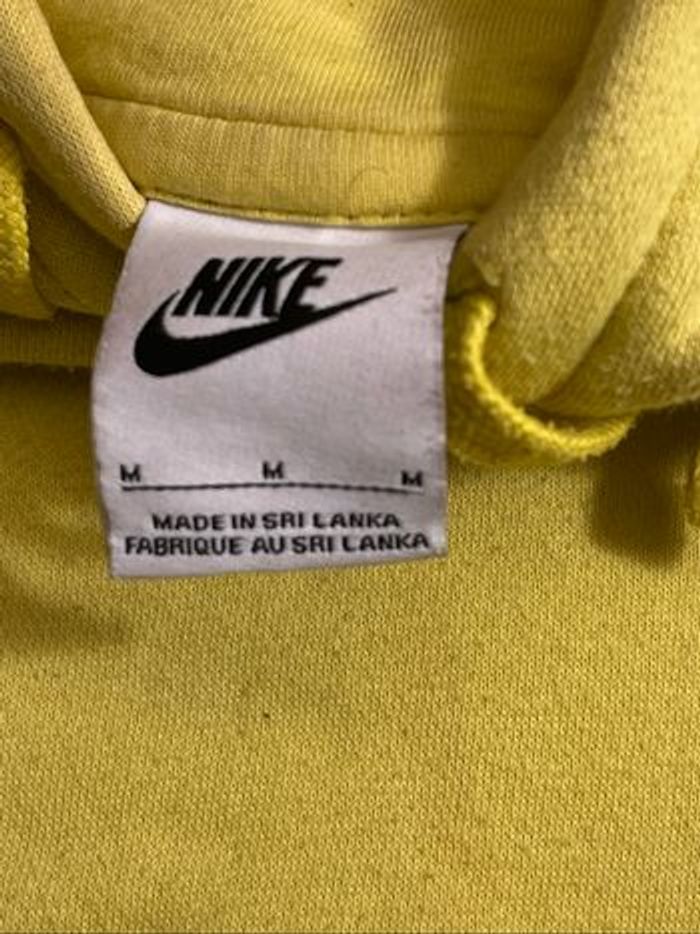 NIKE
M M M
MADE IN SRI LANKA
FABRIQUE AU SRI LANKA